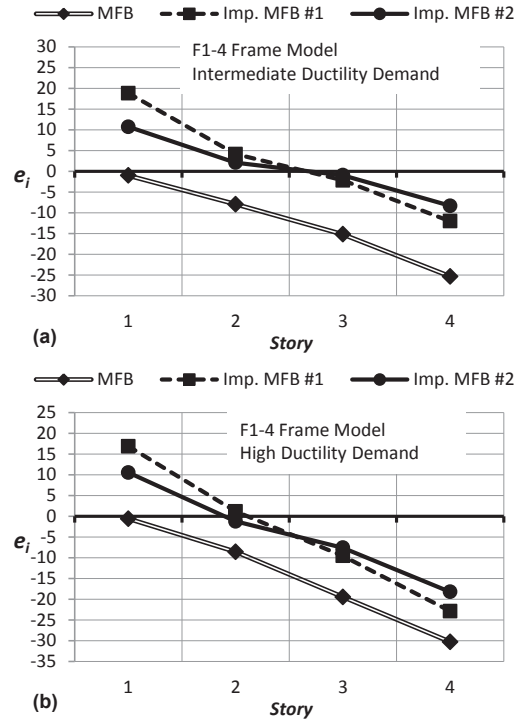 MFB Imp. MFB #1 Imp. MFB #2
30
25
20
15
10
5
0
-5
-10
-15
-20
-25
-30
e_i
F1-4 Frame Model
Intermediate Ductility Demand
1 2 3 4
(a)
Story
MFB Imp. MFB #1 Imp. MFB #2
25
20
15
10
5
0
-5
-10
-15
-20
-25
-30
-35
e_i
F1-4 Frame Model
High Ductility Demand
1 2 3 4
(b)
Story